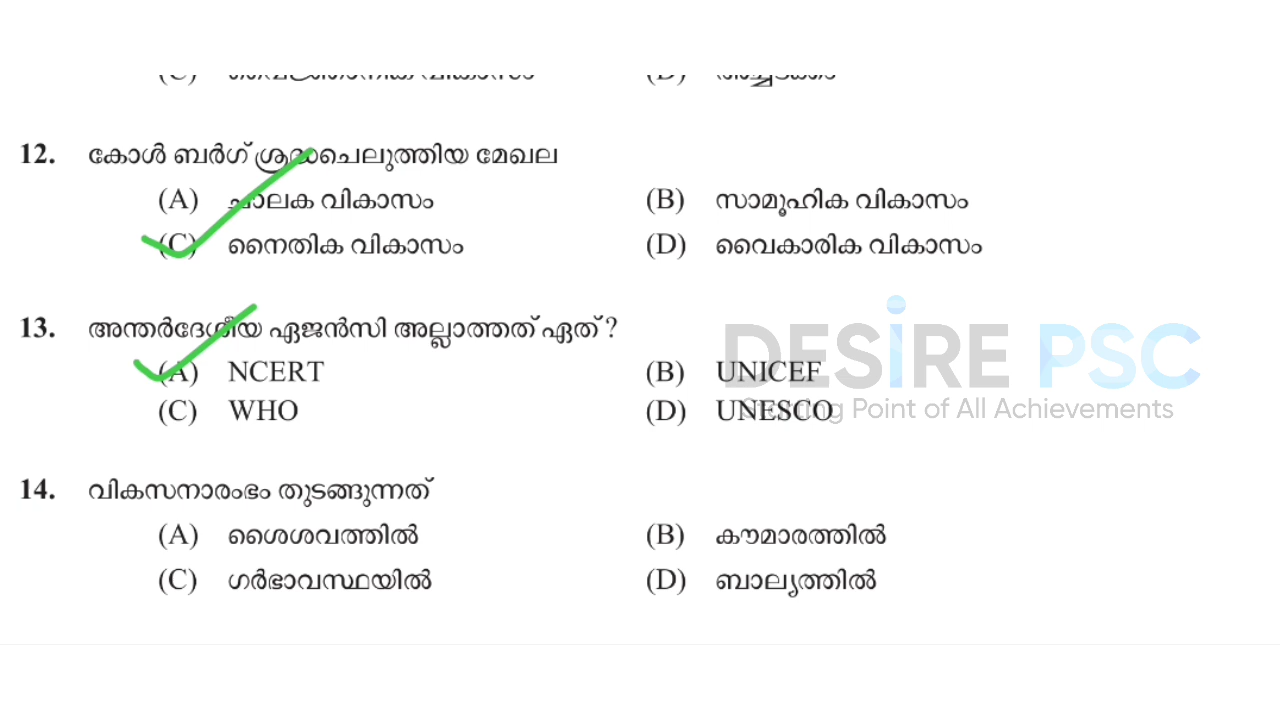 12. കോൾ ബർഗ് ശ്രദ്ധചെലുത്തിയ മേഖല
(A) ചാലക വികാസം (B) സാമൂഹിക വികാസം
(C) നൈതിക വികാസം (D) വൈകാരിക വികാസം
13. അന്തർദേശീയ ഏജൻസി അല്ലാത്തത് ഏത് ?
(A) NCERT (B) UNICEF
(C) WHO (D) UNESCO
DESIRE PSC
Starting Point of All Achievements
14. വികസനാരംഭം തുടങ്ങുന്നത്
(A) ശൈശവത്തിൽ (B) കൗമാരത്തിൽ
(C) ഗർഭാവസ്ഥയിൽ (D) ബാല്യത്തിൽ